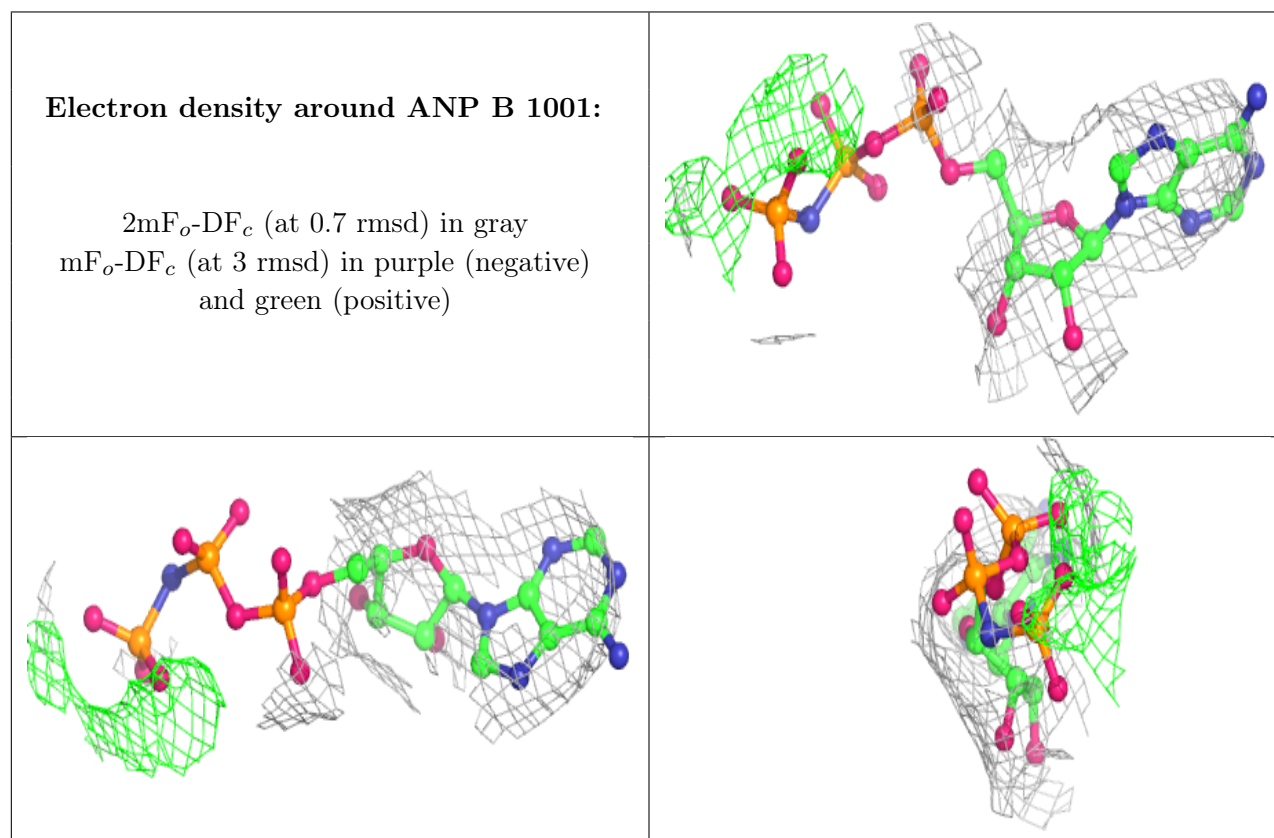 Electron density around ANP B 1001:
2mFo-DFc (at 0.7 rmsd) in gray
mFo-DFc (at 3 rmsd) in purple (negative)
and green (positive)